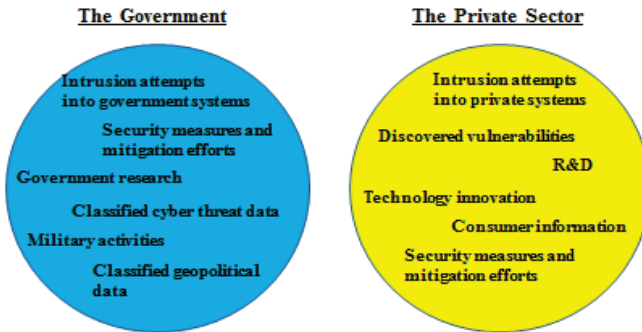 The Government
Intrusion attempts
into government systems
Security measures and
mitigation efforts
Government research
Classified cyber threat data
Military activities
Classified geopolitical
data
The Private Sector
Intrusion attempts
into private systems
Discovered vulnerabilities
R&D
Technology innovation
Consumer information
Security measures and
mitigation efforts